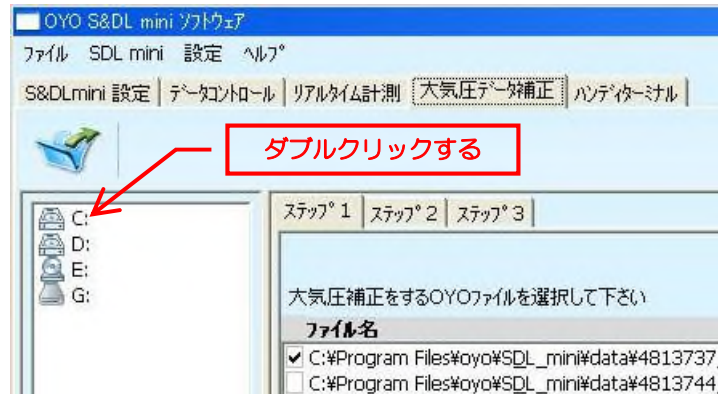 OYO S&DL mini ソフトウェア
ファイル SDL mini 設定 ヘルプ
S&DLmini 設定 データコントロール リアルタイム計測 大気圧データ補正 ハンディターミナル
ダブルクリックする
C:
D:
E:
G:
ステップ1 ステップ2 ステップ3
大気圧補正をするOYOファイルを選択して下さい
ファイル名
C:¥Program Files¥oyo¥SDL_mini¥data¥4813737
C:¥Program Files¥oyo¥SDL_mini¥data¥4813744